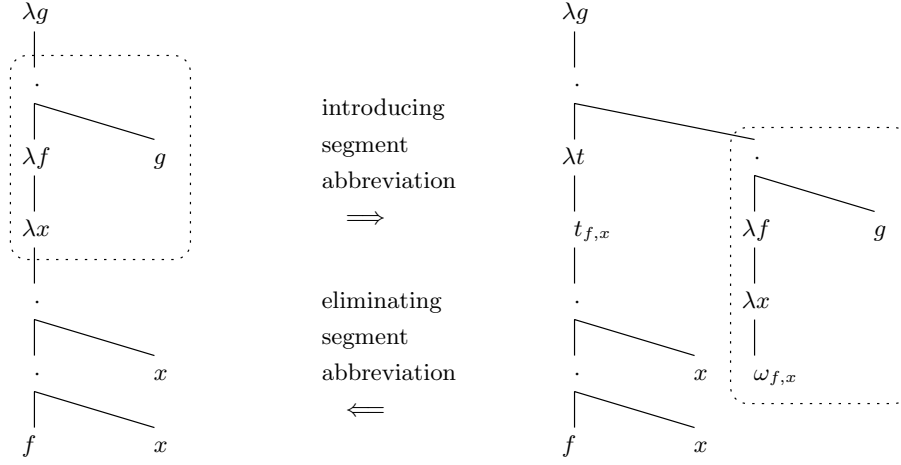 λg
.
λf g
λx
.
x
.
f x
introducing
segment
abbreviation
⟹
eliminating
segment
abbreviation
⟸
λg
.
λt .
t_{f,x} λf g
. λx
x ω_{f,x}
.
f x